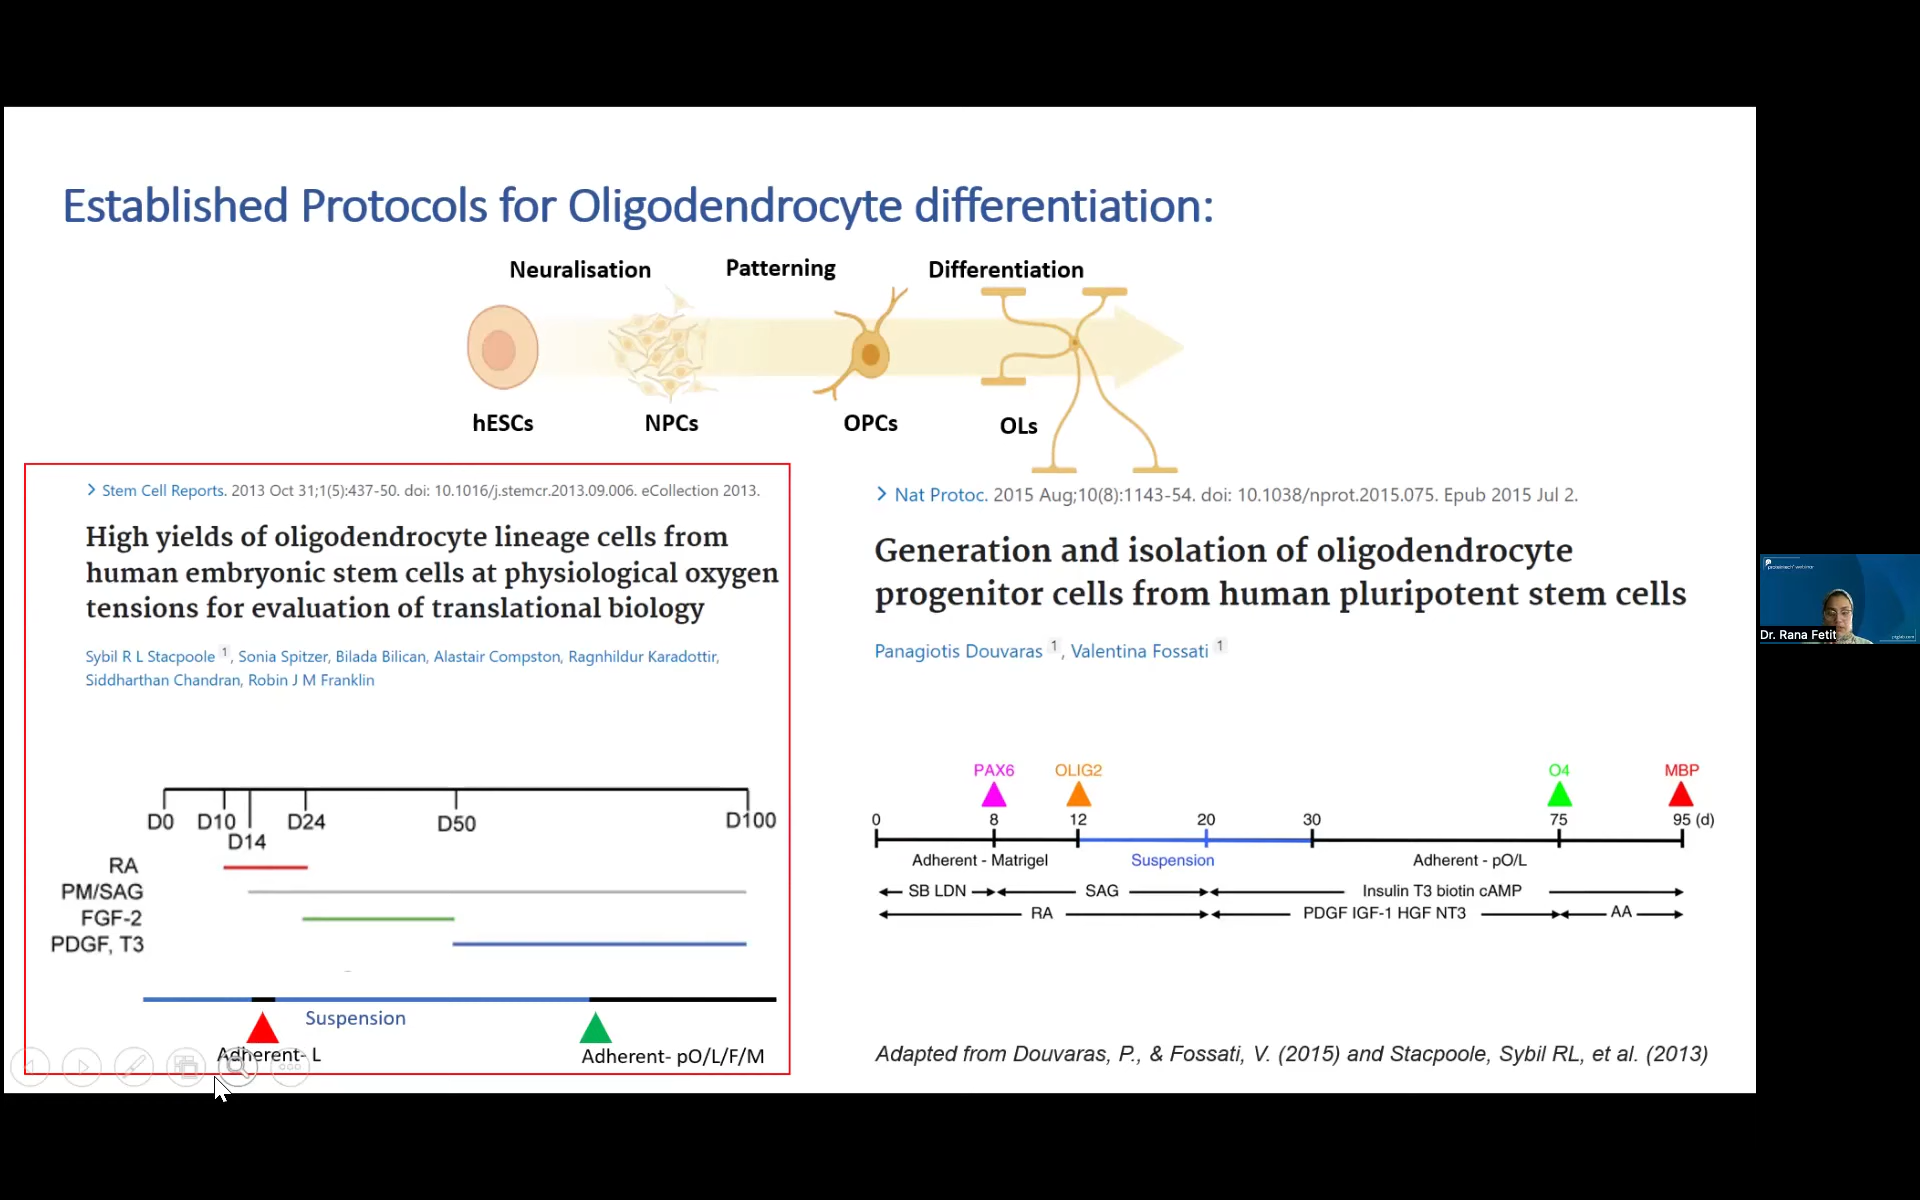 Established Protocols for Oligodendrocyte differentiation:
Neuralisation Patterning Differentiation
hESCs NPCs OPCs OLs
> Stem Cell Reports. 2013 Oct 31;1(5):437-50. doi: 10.1016/j.stemcr.2013.09.006. eCollection 2013.
High yields of oligodendrocyte lineage cells from
human embryonic stem cells at physiological oxygen
tensions for evaluation of translational biology
Sybil R L Stacpoole 1, Sonia Spitzer, Bilada Bilican, Alastair Compston, Ragnhildur Karadottir,
Siddharthan Chandran, Robin J M Franklin
D0 D10 D14 D24 D50 D100
RA
PM/SAG
FGF-2
PDGF, T3
Suspension
Adherent- L
Adherent- pO/L/F/M
> Nat Protoc. 2015 Aug;10(8):1143-54. doi: 10.1038/nprot.2015.075. Epub 2015 Jul 2.
Generation and isolation of oligodendrocyte
progenitor cells from human pluripotent stem cells
Panagiotis Douvaras 1, Valentina Fossati 1
PAX6 OLIG2 O4 MBP
0 8 12 20 30 75 95 (d)
Adherent - Matrigel Suspension Adherent - pO/L
SB LDN SAG Insulin T3 biotin cAMP
RA PDGF IGF-1 HGF NT3 AA
Adapted from Douvaras, P., & Fossati, V. (2015) and Stacpoole, Sybil RL, et al. (2013)
proteintech webinar
Dr. Rana Fetit